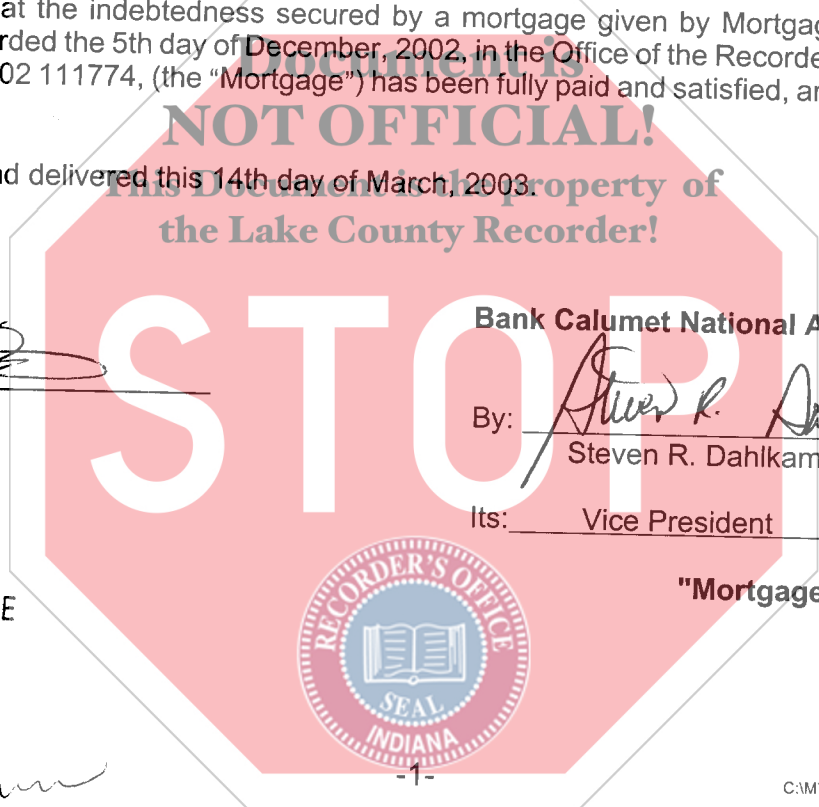 at the indebtedness secured by a mortgage given by Mortgag
rded the 5th day of December, 2002, in the Office of the Recorde
02 111774, (the “Mortgage”) has been fully paid and satisfied, an
Document is
NOT OFFICIAL!
nd delivered this 14th day of March, 2003.
This Document is the property of
the Lake County Recorder!
STOP
Bank Calumet National A
By: Steven R.
Steven R. Dahlkam
Its: Vice President
"Mortgage
E
RECORDER'S OFFICE
SEAL
INDIANA
-1-
C:\M